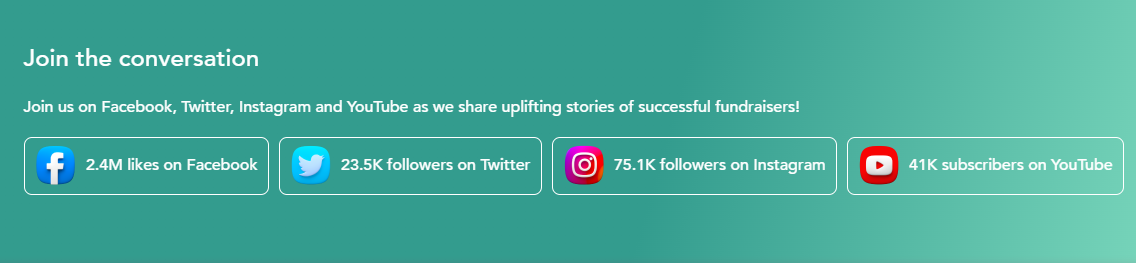 Join the conversation
Join us on Facebook, Twitter, Instagram and YouTube as we share uplifting stories of successful fundraisers!
2.4M likes on Facebook
23.5K followers on Twitter
75.1K followers on Instagram
41K subscribers on YouTube